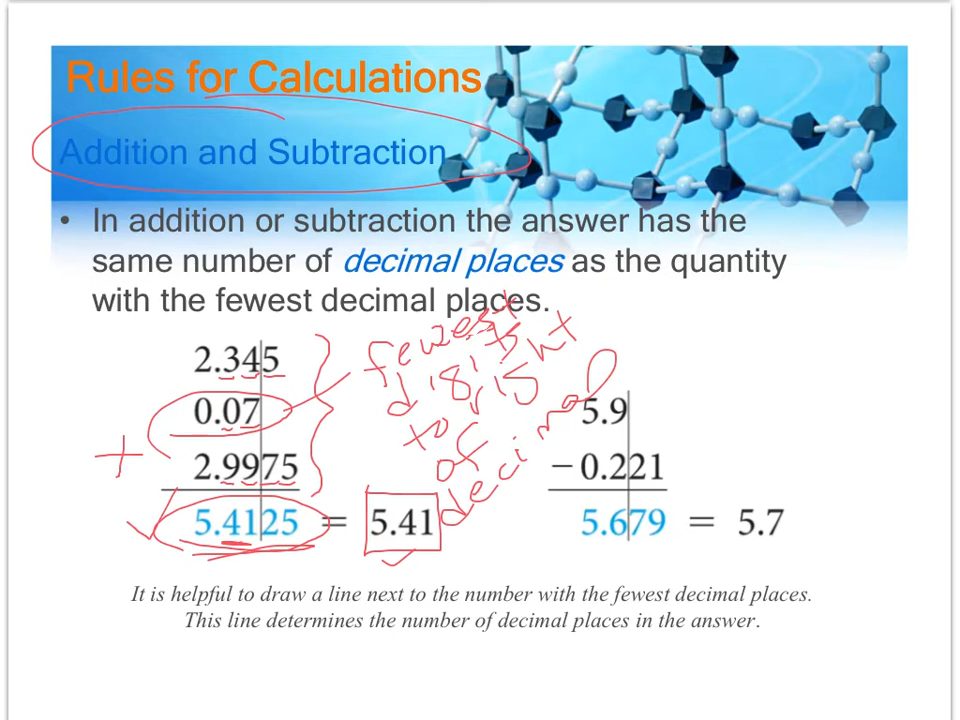 Rules for Calculations
Addition and Subtraction
• In addition or subtraction the answer has the
same number of decimal places as the quantity
with the fewest decimal places.
2.345
0.07
+ 2.9975
5.4125 = 5.41
fewest
digits
to right
of
decimal
5.9
−0.221
5.679 = 5.7
It is helpful to draw a line next to the number with the fewest decimal places.
This line determines the number of decimal places in the answer.